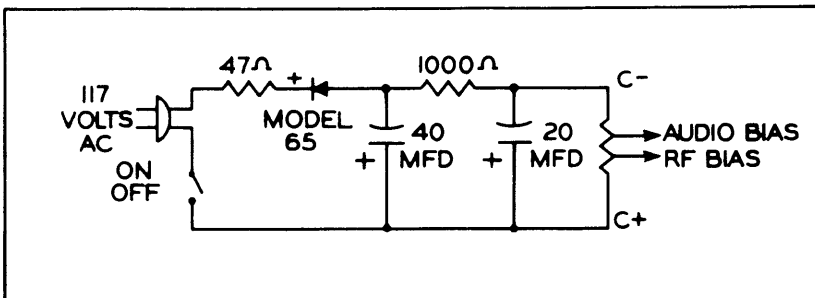 117
VOLTS
AC
ON
OFF
47Ω
+
MODEL
65
40
MFD
+
1000Ω
20
MFD
+
C-
AUDIO BIAS
RF BIAS
C+